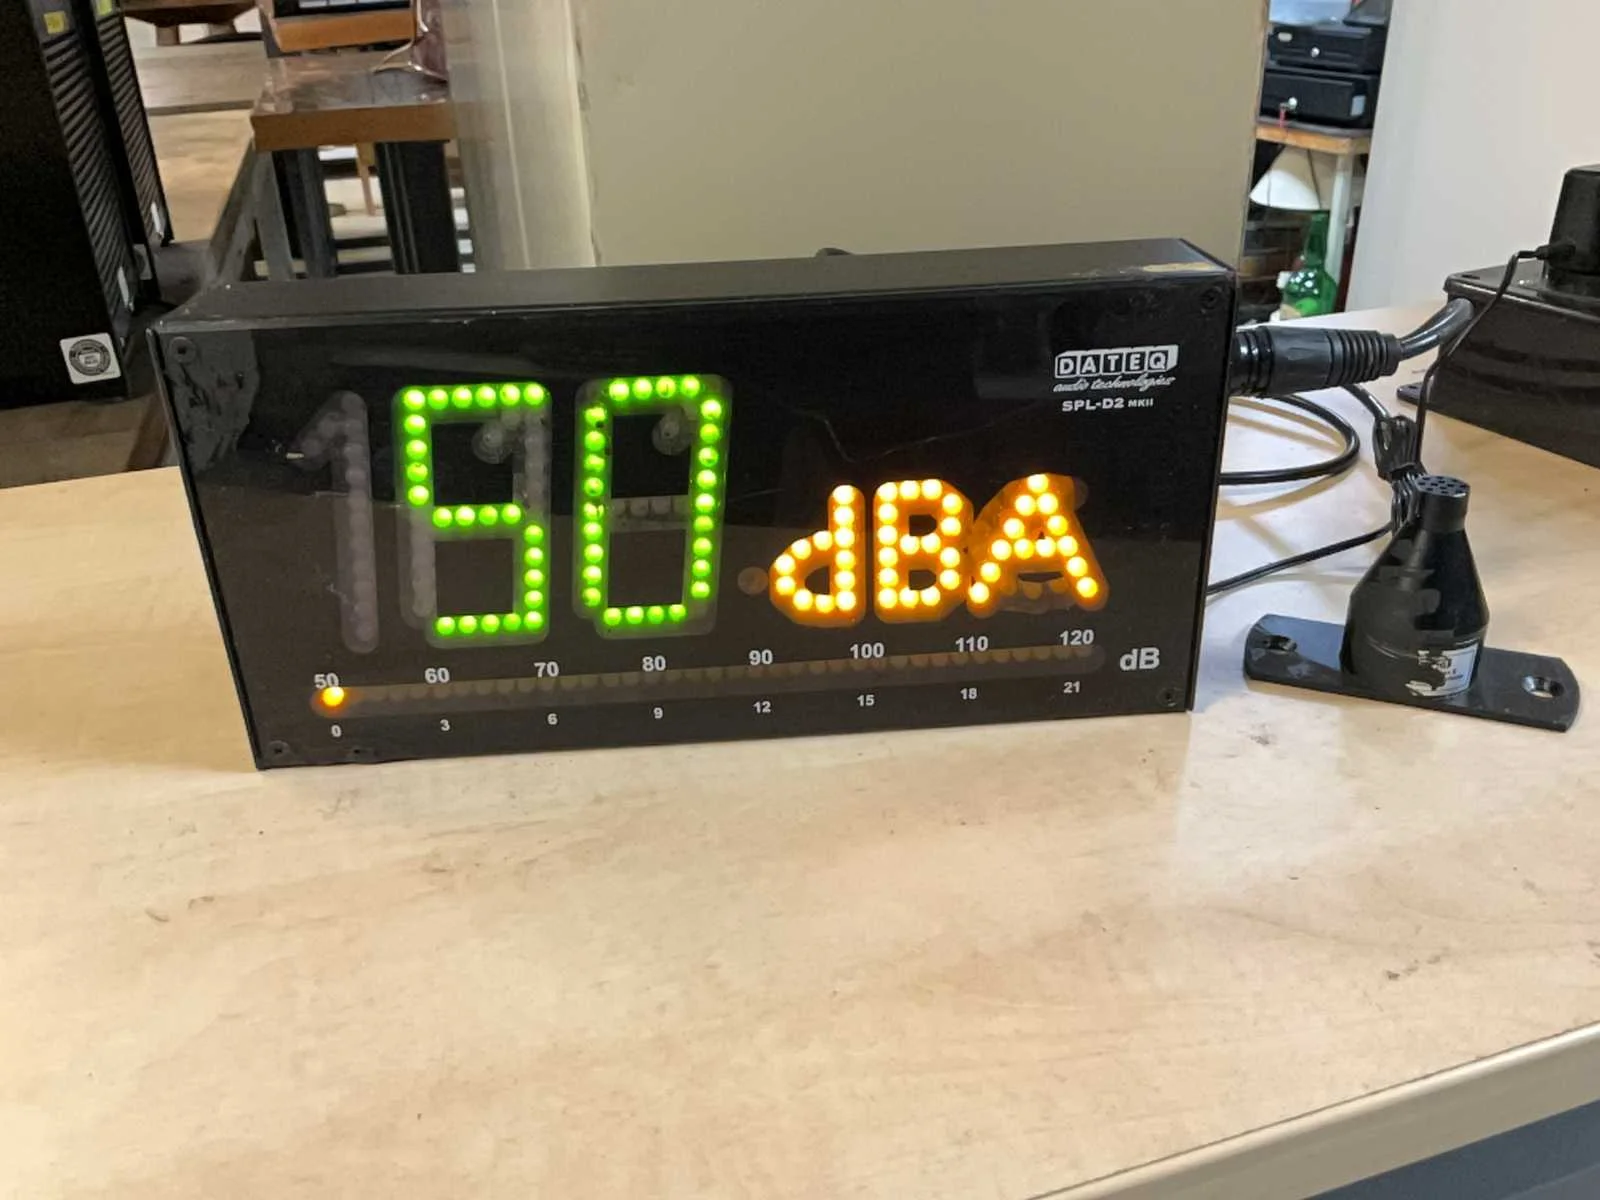 DATEQ
audio technologies
SPL-D2 MKII
50 dBA
50 60 70 80 90 100 110 120 dB
0 3 6 9 12 15 18 21